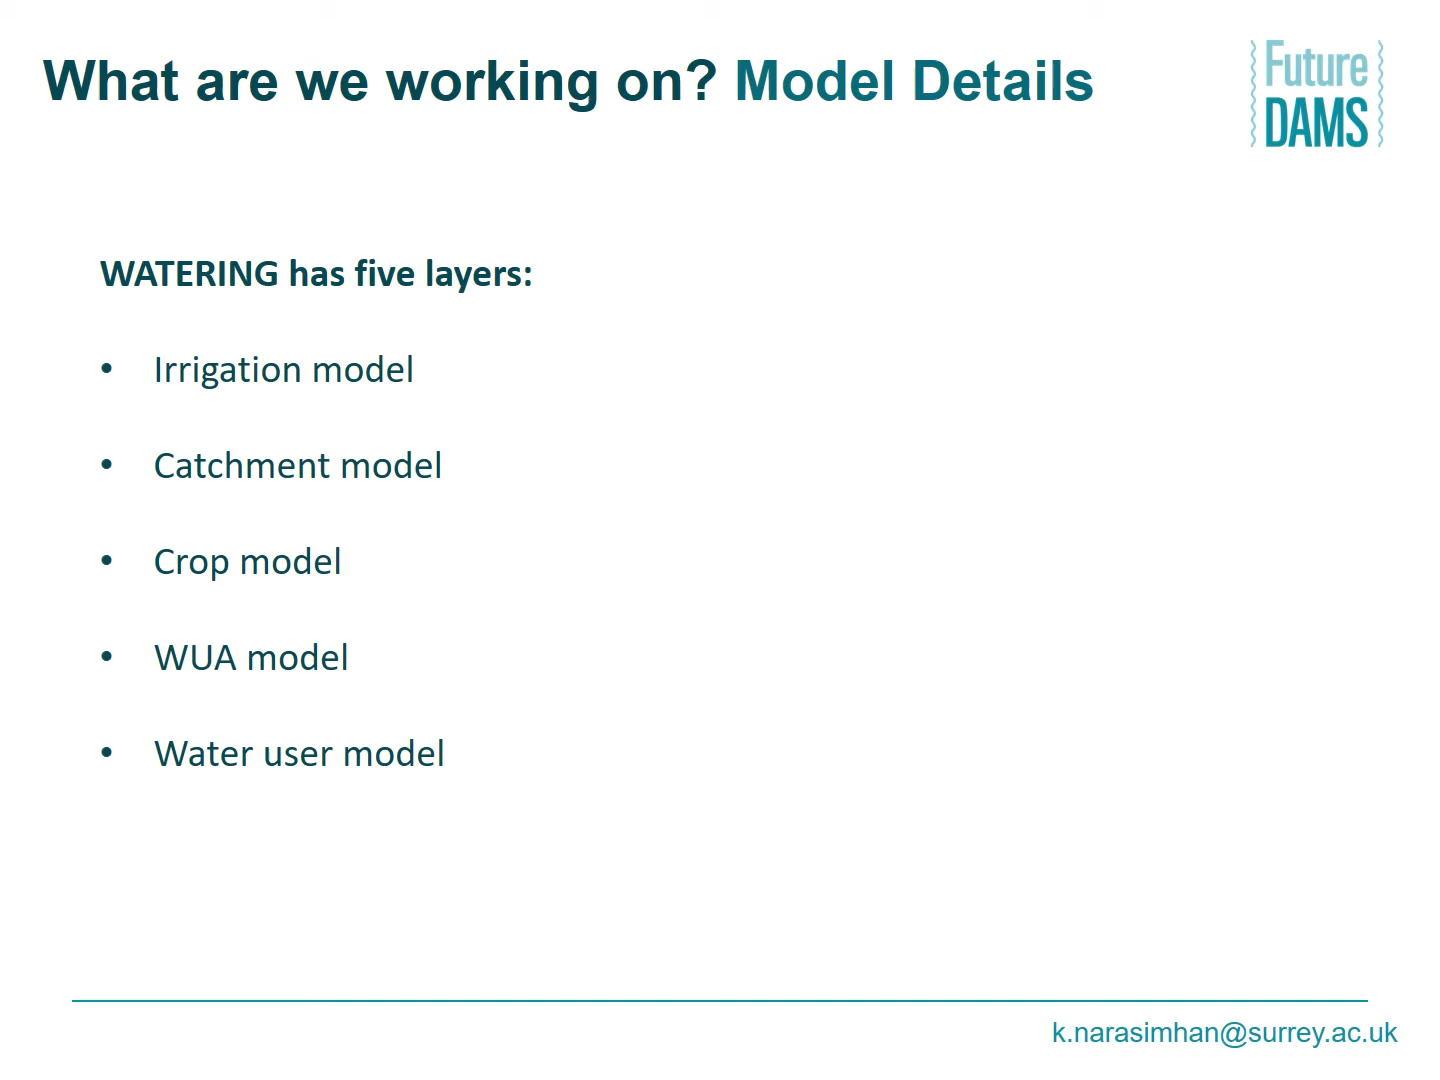 What are we working on? Model Details
Future
DAMS
WATERING has five layers:
• Irrigation model
• Catchment model
• Crop model
• WUA model
• Water user model
k.narasimhan@surrey.ac.uk